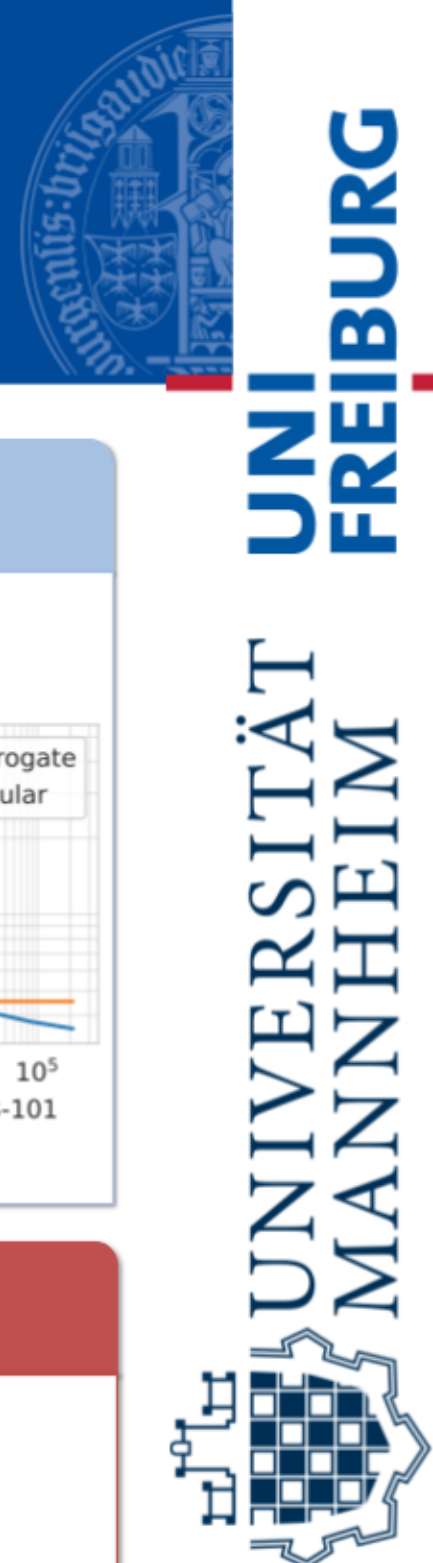 UNI
FREIBURG
UNIVERSITÄT
MANNHEIM
rogate
ular
10⁵
-101